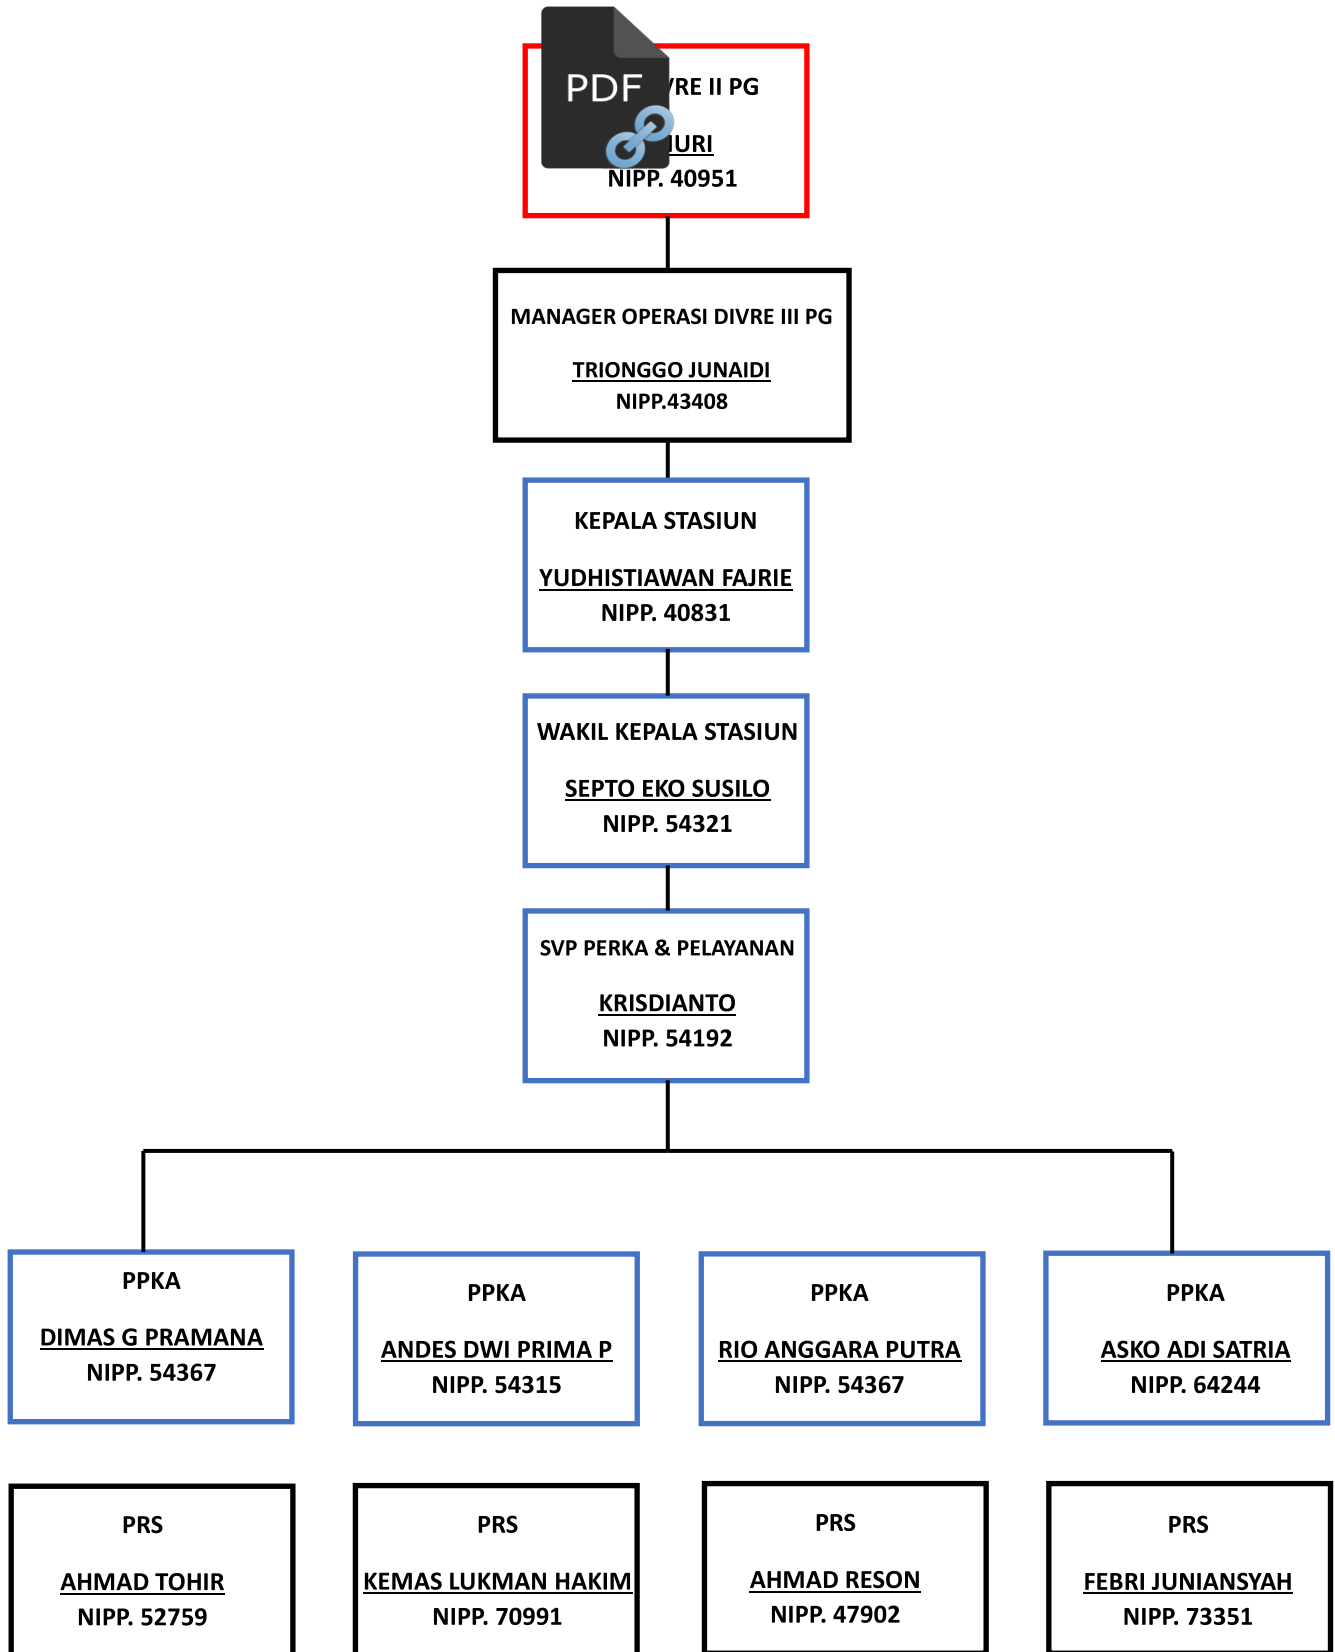 PDF
II PG
NIPP. 40951
MANAGER OPERASI DIVRE III PG
TRIONGGO JUNAIDI
NIPP.43408
KEPALA STASIUN
YUDHISTIAWAN FAJRIE
NIPP. 40831
WAKIL KEPALA STASIUN
SEPTO EKO SUSILO
NIPP. 54321
SVP PERKA & PELAYANAN
KRISDIANTO
NIPP. 54192
PPKA
DIMAS G PRAMANA
NIPP. 54367
PPKA
ANDES DWI PRIMA P
NIPP. 54315
PPKA
RIO ANGGARA PUTRA
NIPP. 54367
PPKA
ASKO ADI SATRIA
NIPP. 64244
PRS
AHMAD TOHIR
NIPP. 52759
PRS
KEMAS LUKMAN HAKIM
NIPP. 70991
PRS
AHMAD RESON
NIPP. 47902
PRS
FEBRI JUNIANSYAH
NIPP. 73351